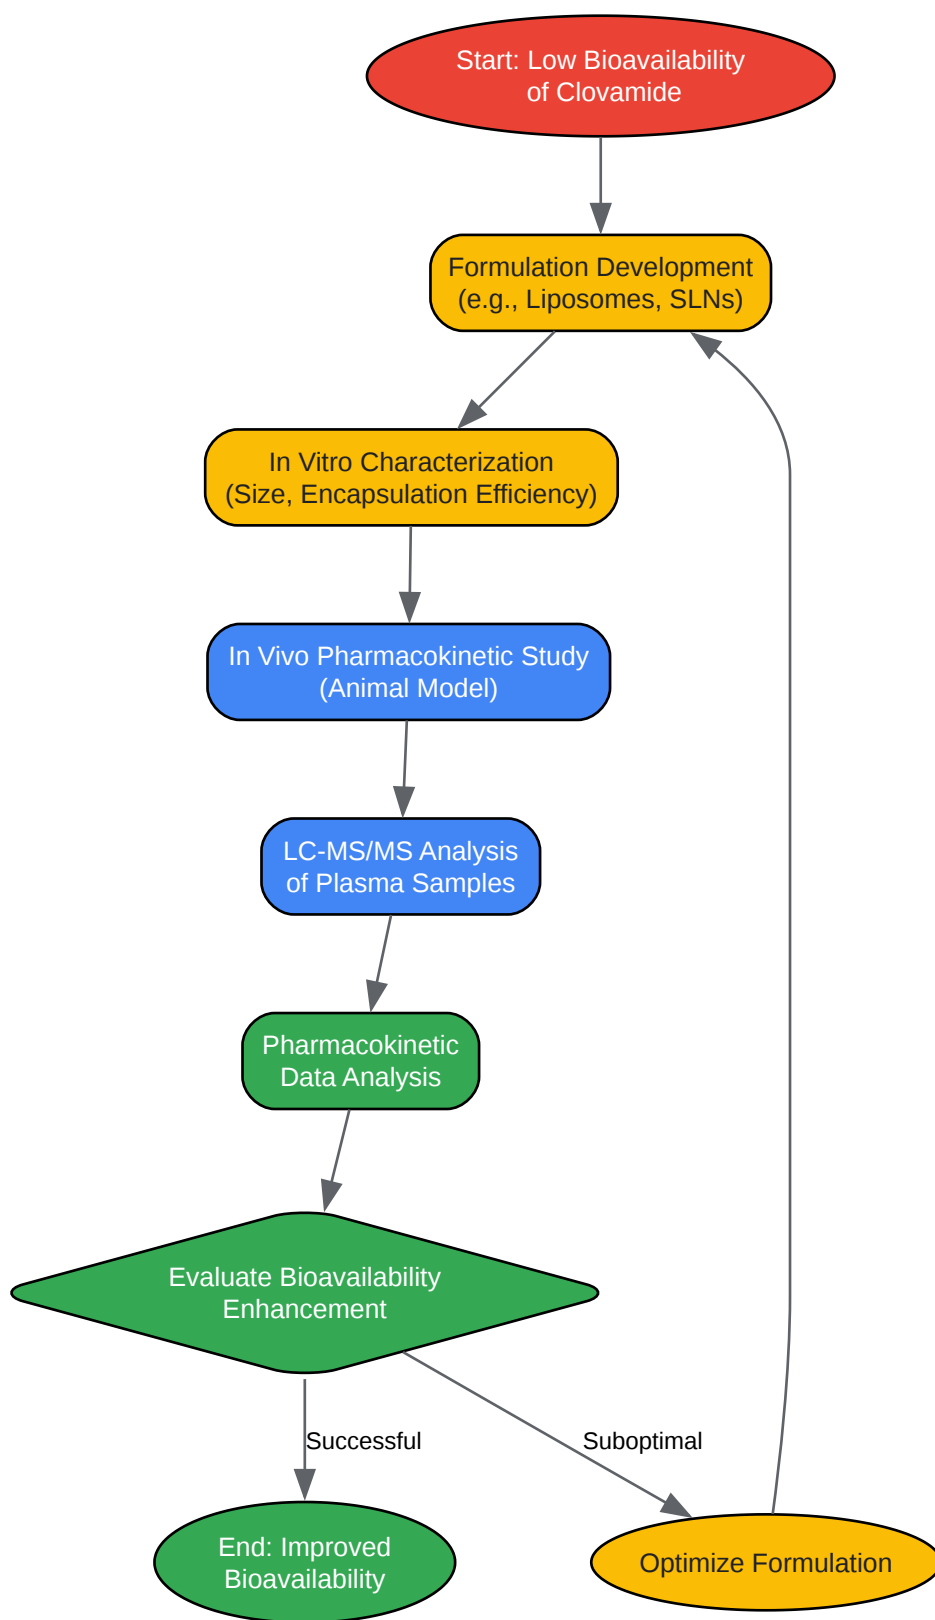 Start: Low Bioavailability
of Clovamide
Formulation Development
(e.g., Liposomes, SLNs)
In Vitro Characterization
(Size, Encapsulation Efficiency)
In Vivo Pharmacokinetic Study
(Animal Model)
LC-MS/MS Analysis
of Plasma Samples
Pharmacokinetic
Data Analysis
Evaluate Bioavailability
Enhancement
Successful
Suboptimal
End: Improved
Bioavailability
Optimize Formulation